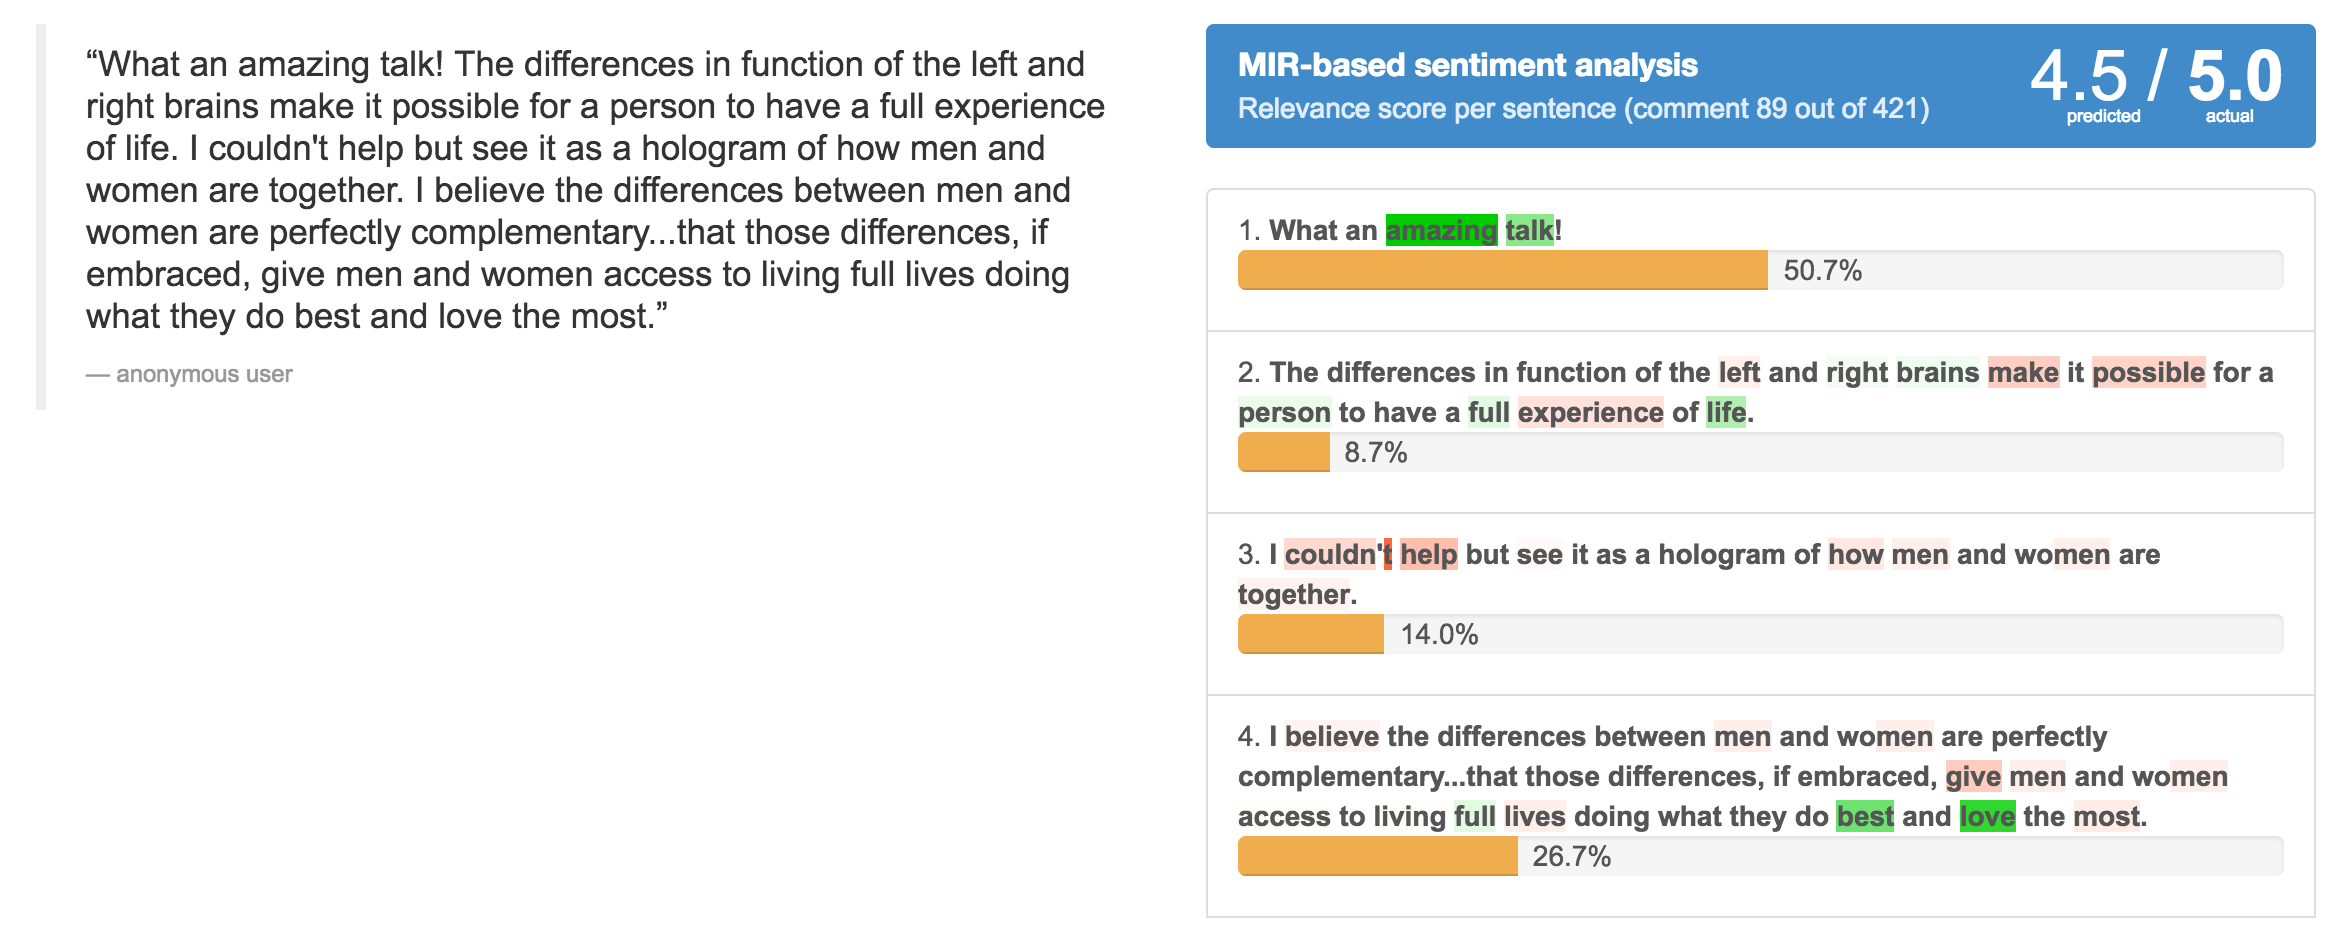 “What an amazing talk! The differences in function of the left and
right brains make it possible for a person to have a full experience
of life. I couldn't help but see it as a hologram of how men and
women are together. I believe the differences between men and
women are perfectly complementary...that those differences, if
embraced, give men and women access to living full lives doing
what they do best and love the most.”
— anonymous user
MIR-based sentiment analysis
Relevance score per sentence (comment 89 out of 421)
4.5 / 5.0
predicted actual
1. What an amazing talk!
50.7%
2. The differences in function of the left and right brains make it possible for a
person to have a full experience of life.
8.7%
3. I couldn't help but see it as a hologram of how men and women are
together.
14.0%
4. I believe the differences between men and women are perfectly
complementary...that those differences, if embraced, give men and women
access to living full lives doing what they do best and love the most.
26.7%